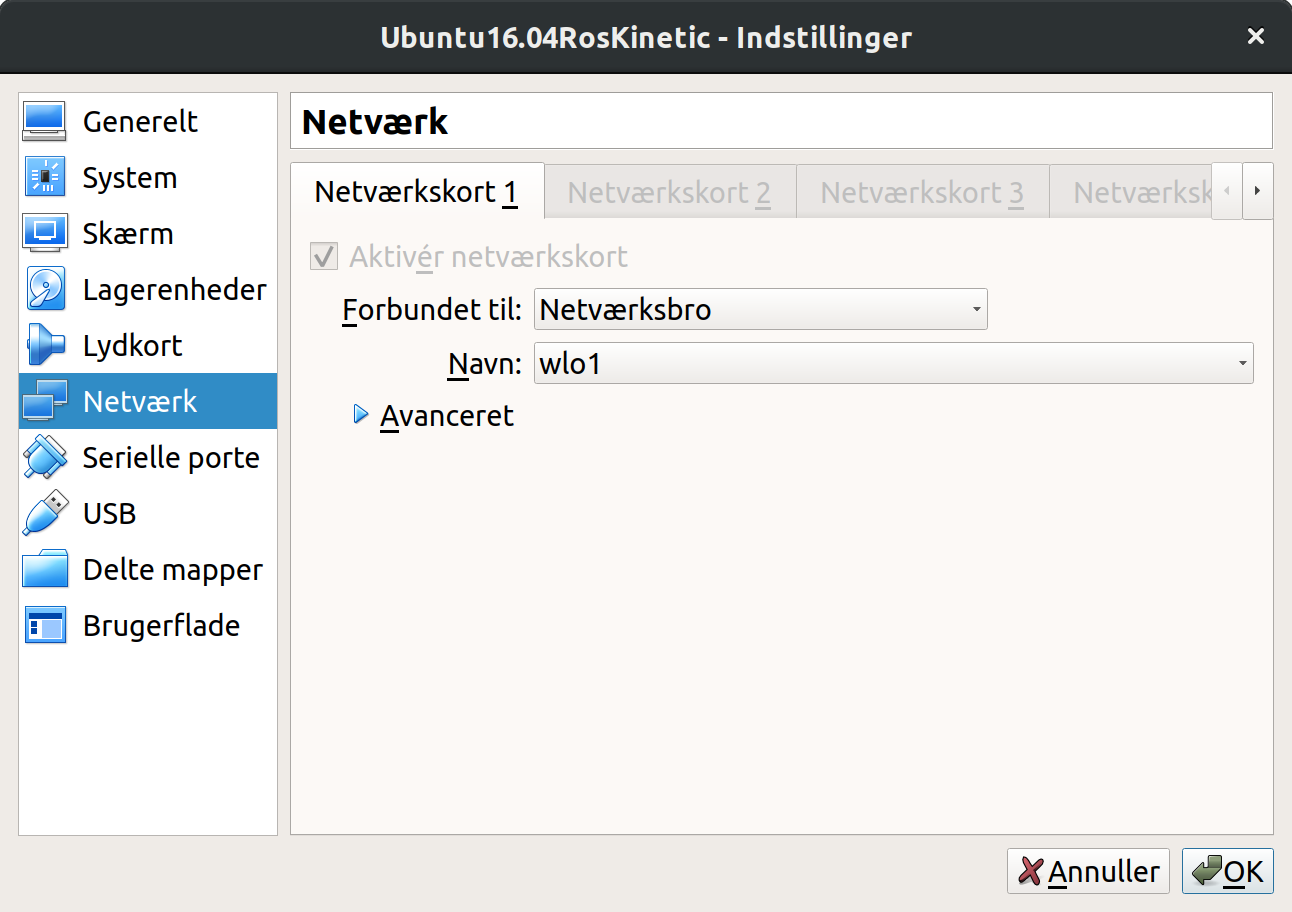 Ubuntu16.04RosKinetic - Indstillinger
Generelt
System
Skærm
Lagerenheder
Lydkort
Netværk
Serielle porte
USB
Delte mapper
Brugerflade
Netværk
Netværkskort 1 Netværkskort 2 Netværkskort 3 Netværksk
Aktivér netværkskort
Forbundet til: Netværksbro
Navn: wlo1
Avanceret
Annuller OK